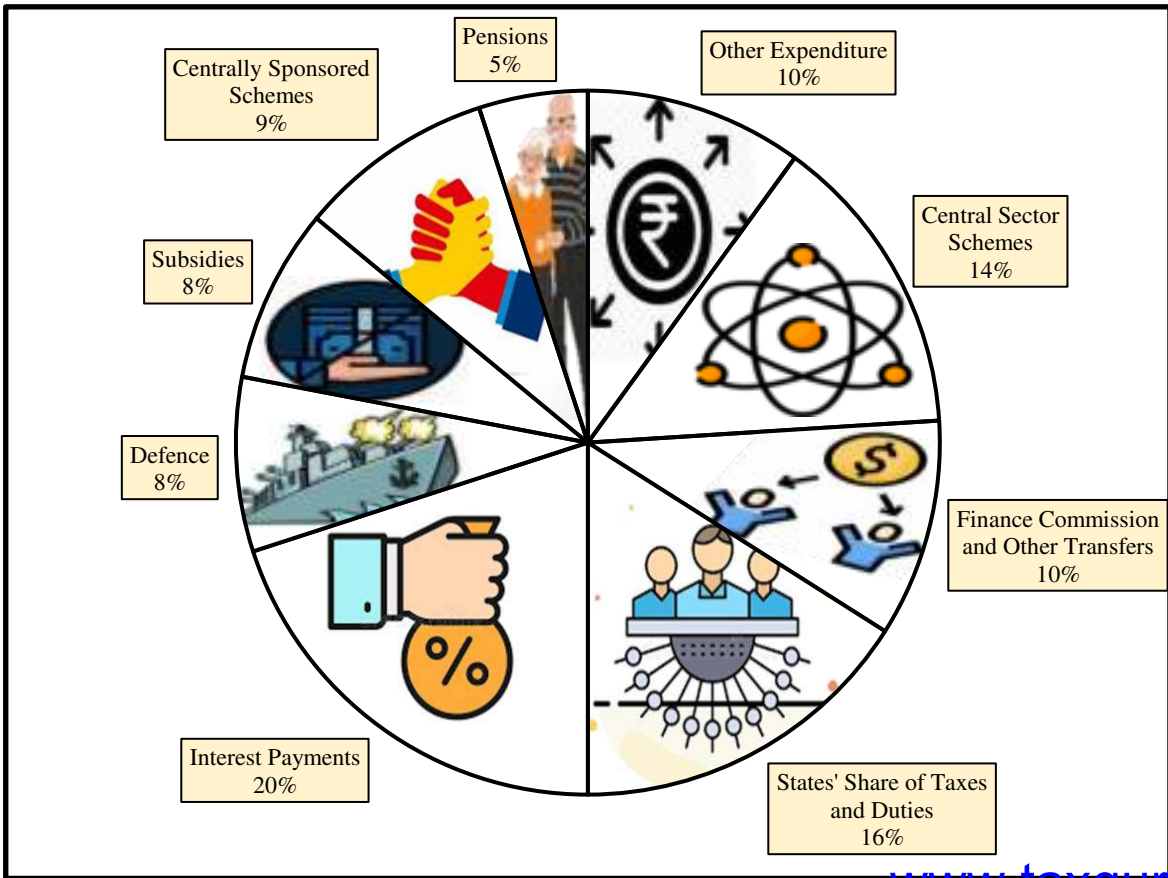 Pensions
5%
Other Expenditure
10%
Centrally Sponsored
Schemes
9%
Central Sector
Schemes
14%
Subsidies
8%
Defence
8%
Finance Commission
and Other Transfers
10%
Interest Payments
20%
States' Share of Taxes
and Duties
16%